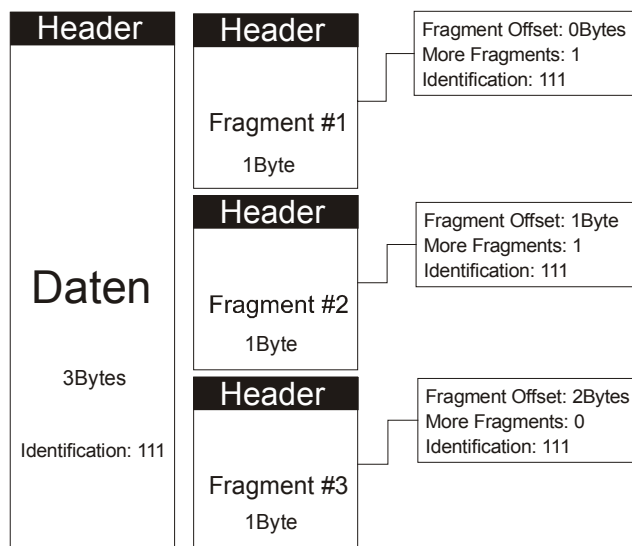 Header
Daten
3Bytes
Identification: 111
Header
Fragment #1
1Byte
Fragment Offset: 0Bytes
More Fragments: 1
Identification: 111
Header
Fragment #2
1Byte
Fragment Offset: 1Byte
More Fragments: 1
Identification: 111
Header
Fragment #3
1Byte
Fragment Offset: 2Bytes
More Fragments: 0
Identification: 111